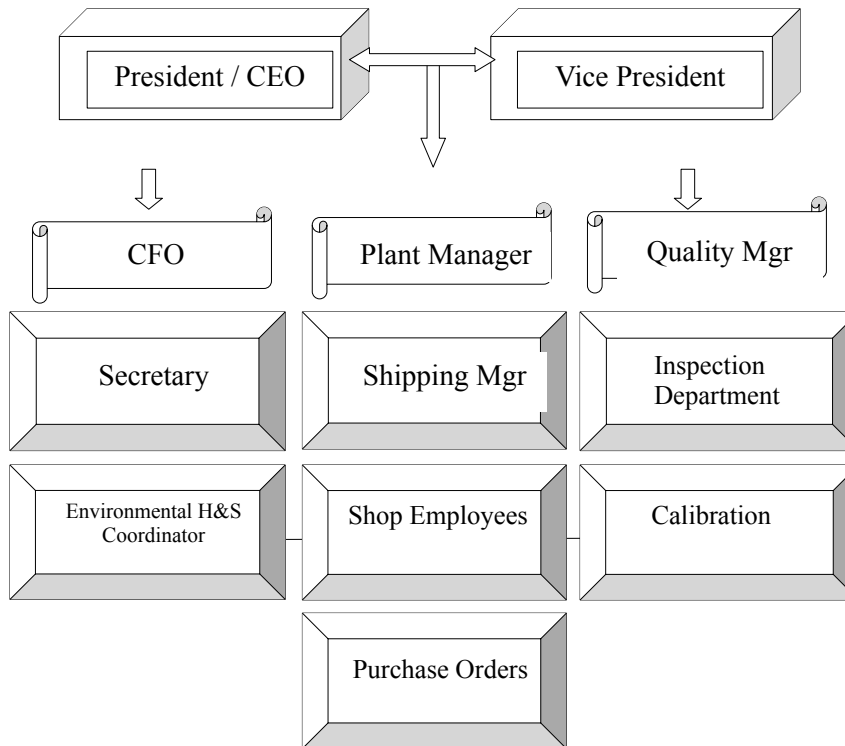 President / CEO
Vice President
CFO
Plant Manager
Quality Mgr
Secretary
Shipping Mgr
Inspection
Department
Environmental H&S
Coordinator
Shop Employees
Calibration
Purchase Orders